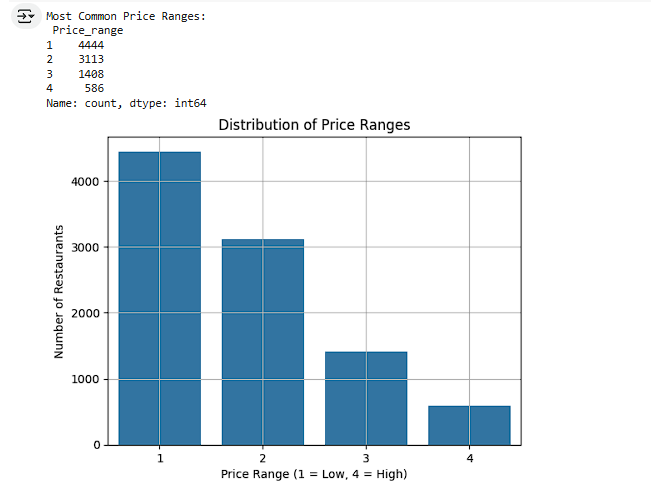 Most Common Price Ranges:
Price_range
1 4444
2 3113
3 1408
4 586
Name: count, dtype: int64
Distribution of Price Ranges
Number of Restaurants
4000
3000
2000
1000
0
1 2 3 4
Price Range (1 = Low, 4 = High)